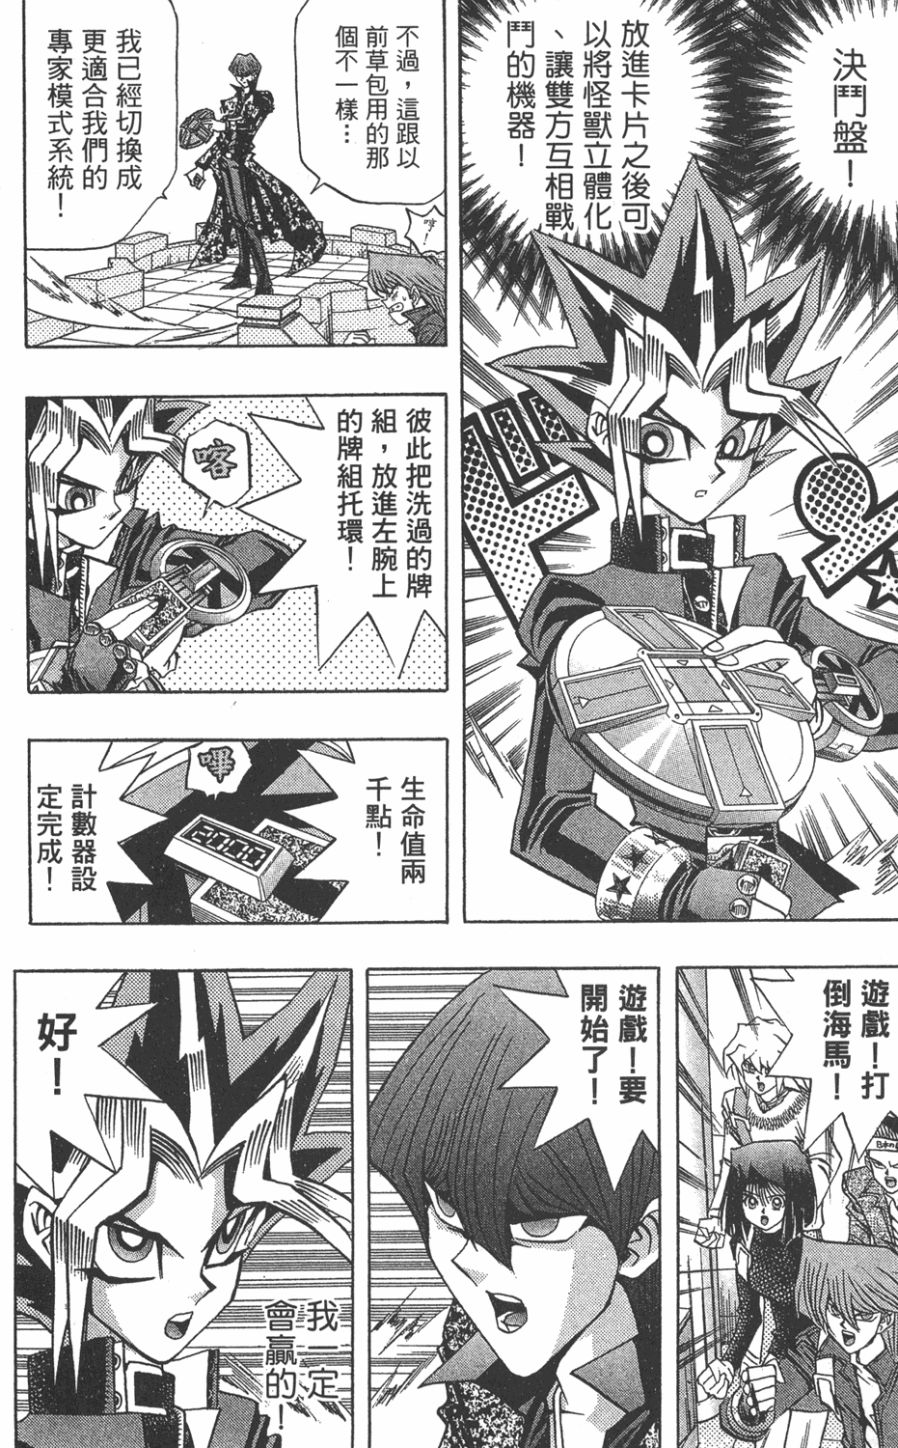 決鬥盤！
放進卡片之後可
以將怪獸立體化
、讓雙方互相戰
鬥的機器！
不過，這跟以
前草包用的那
個不一樣…
哼！
我已經切換成
更適合我們的
專家模式系統！
彼此把洗過的牌
組，放進左腕上
的牌組托環！
喀
生命值兩
千點！
嗶
2000
計數器設
定完成！
遊戲！打
倒海馬！
遊戲！要
開始了！
好！
我一定
會贏的！